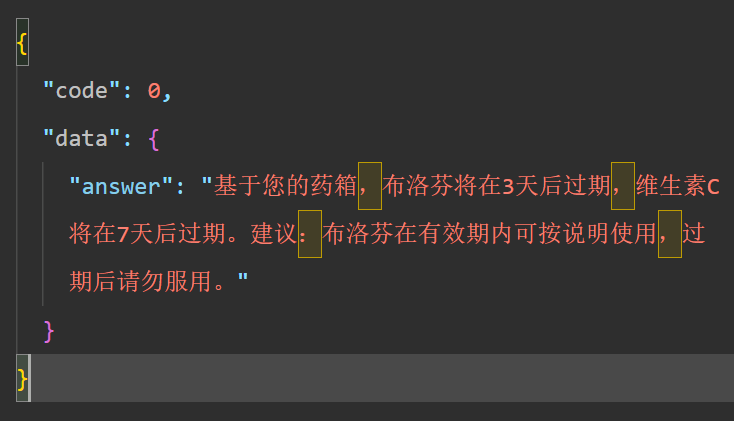 {
"code": 0,
"data": {
"answer": "基于您的药箱，布洛芬将在3天后过期，维生素C
将在7天后过期。建议：布洛芬在有效期内可按说明使用，过
期后请勿服用。"
}
}